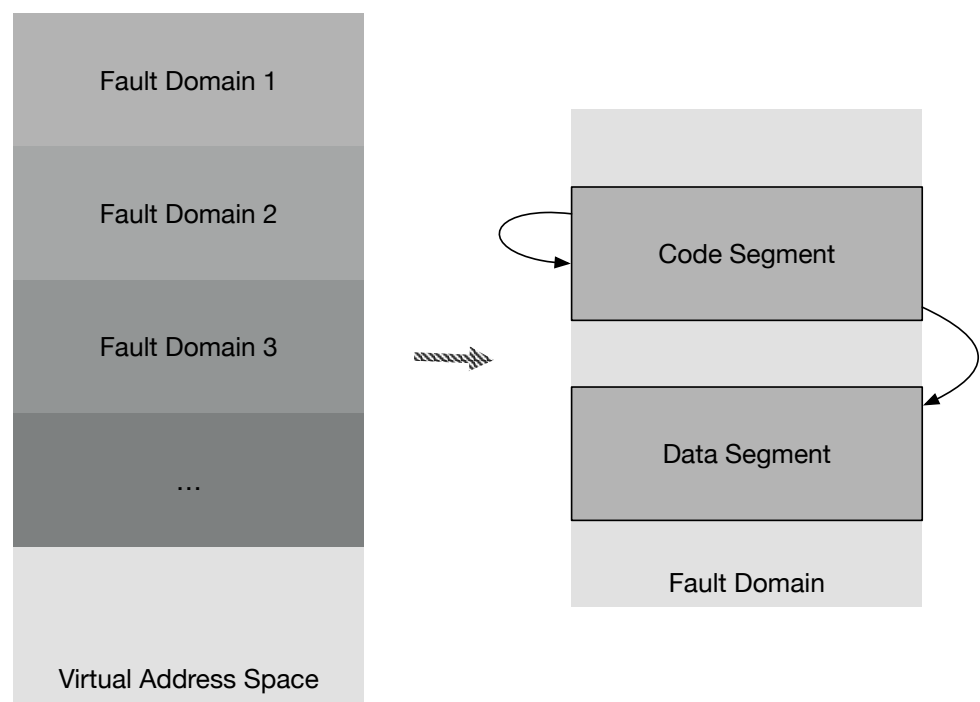 Fault Domain 1
Fault Domain 2
Fault Domain 3
...
Virtual Address Space
Code Segment
Data Segment
Fault Domain